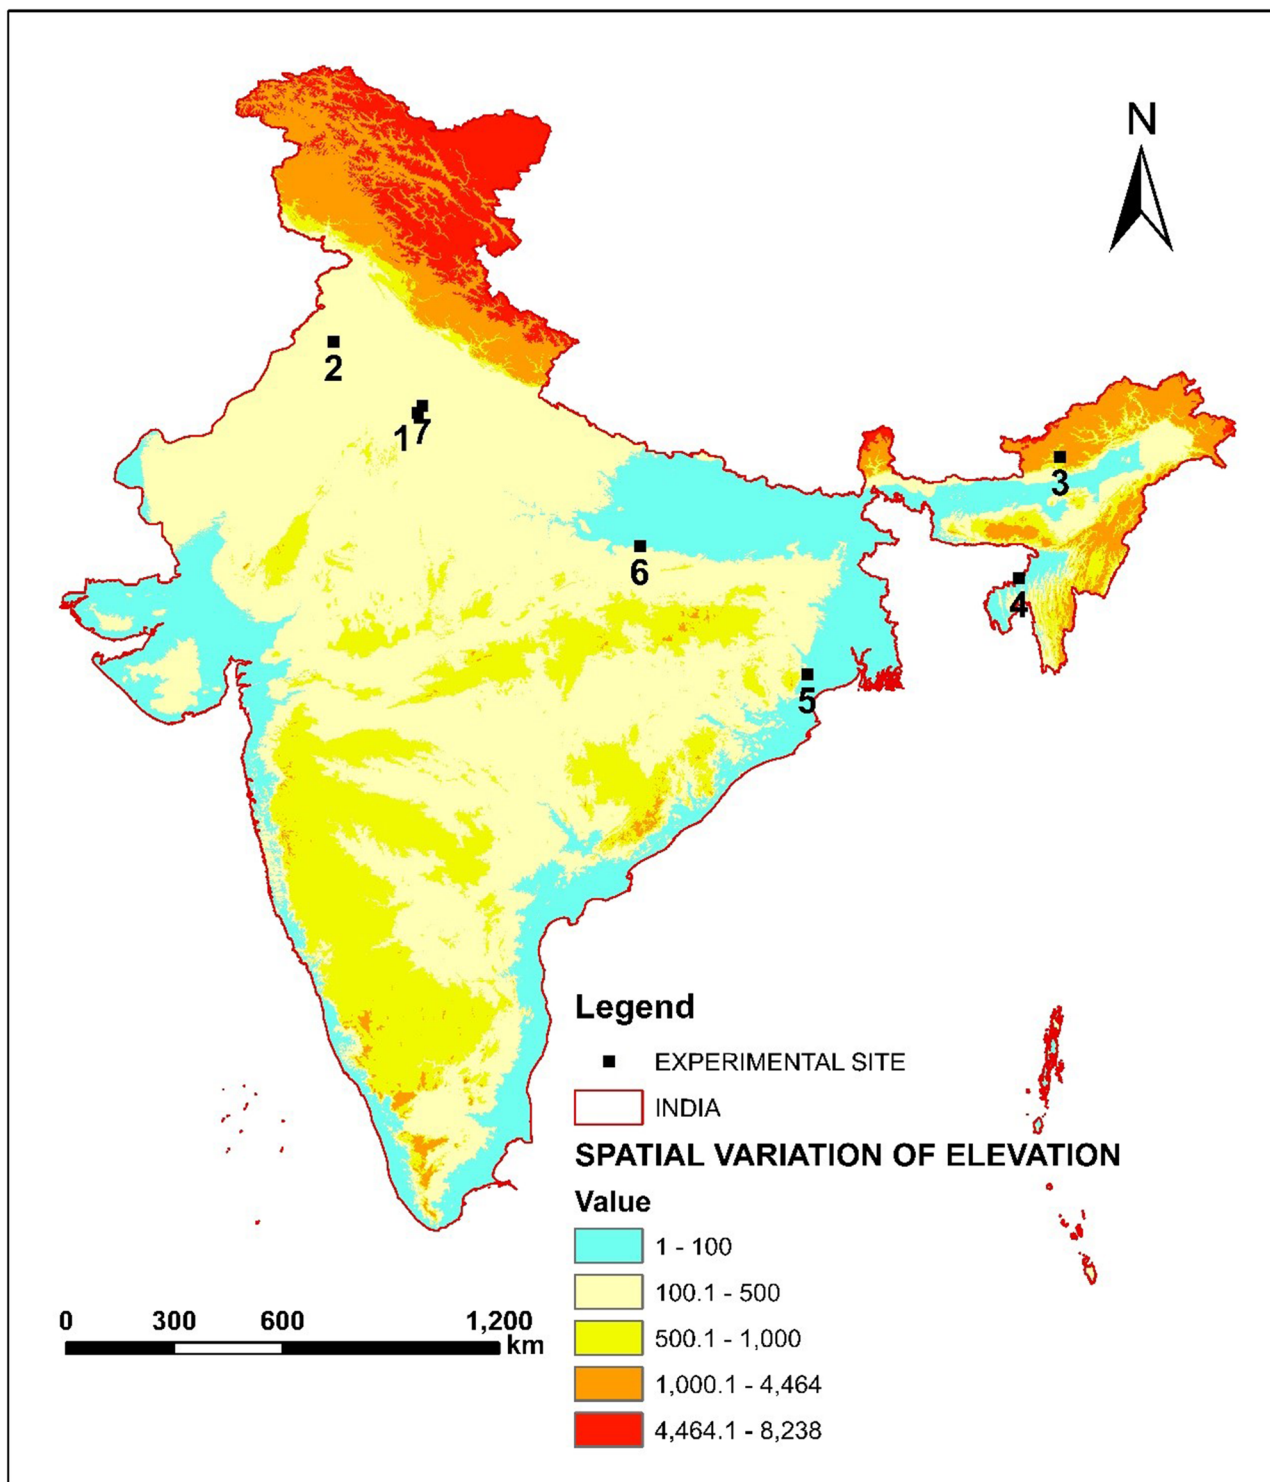 N
2
17
3
6
4
5
Legend
EXPERIMENTAL SITE
INDIA
SPATIAL VARIATION OF ELEVATION
Value
1 - 100
100.1 - 500
500.1 - 1,000
1,000.1 - 4,464
4,464.1 - 8,238
0 300 600 1,200
km